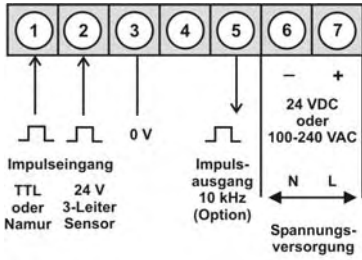 1 2 3 4 5 6 7
– +
24 VDC
oder
100-240 VAC
0 V
Impulseingang
TTL
oder
Namur
24 V
3-Leiter
Sensor
Impuls-
ausgang
10 kHz
(Option)
N L
Spannungs-
versorgung